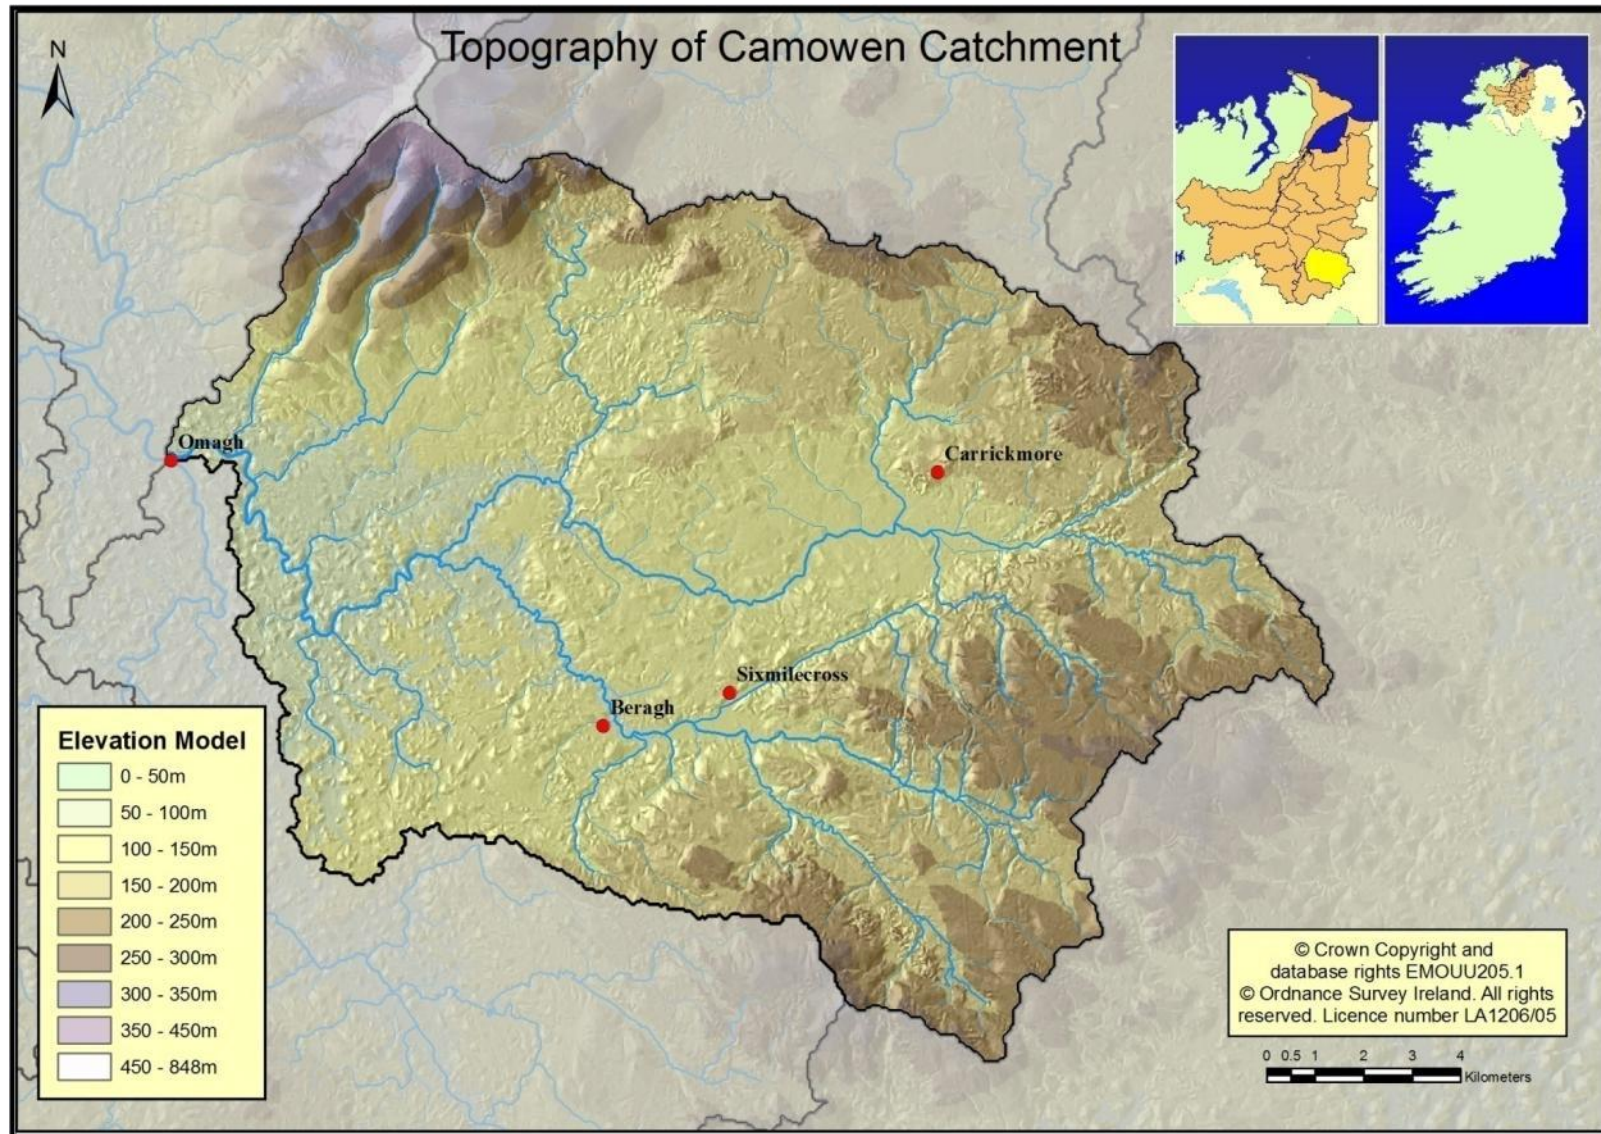 Topography of Camowen Catchment
N
Omagh
Carrickmore
Sixmilecross
Beragh
Elevation Model
0 - 50m
50 - 100m
100 - 150m
150 - 200m
200 - 250m
250 - 300m
300 - 350m
350 - 450m
450 - 848m
© Crown Copyright and
database rights EMOUU205.1
© Ordnance Survey Ireland. All rights
reserved. Licence number LA1206/05
0 0.5 1 2 3 4
Kilometers